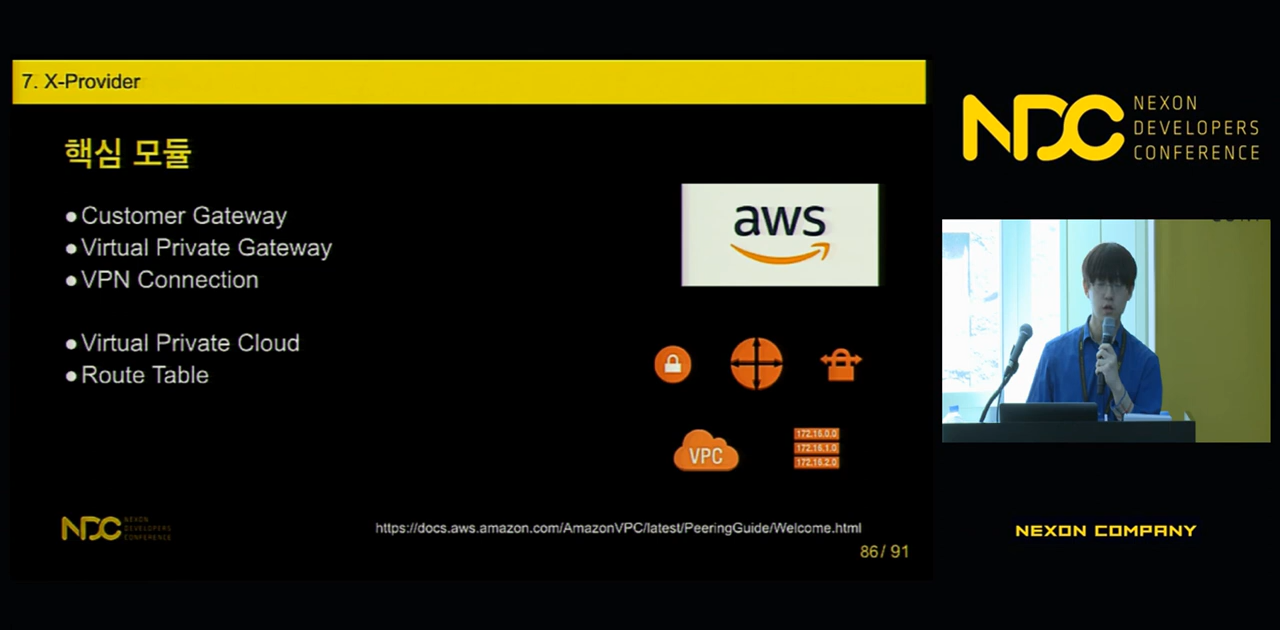 7. X-Provider
핵심 모듈
●Customer Gateway
●Virtual Private Gateway
●VPN Connection
●Virtual Private Cloud
●Route Table
aws
VPC
172.16.0.0
172.16.1.0
172.16.2.0
NDC
NEXON
DEVELOPERS
CONFERENCE
https://docs.aws.amazon.com/AmazonVPC/latest/PeeringGuide/Welcome.html
86 / 91
NDC
NEXON
DEVELOPERS
CONFERENCE
NEXON COMPANY